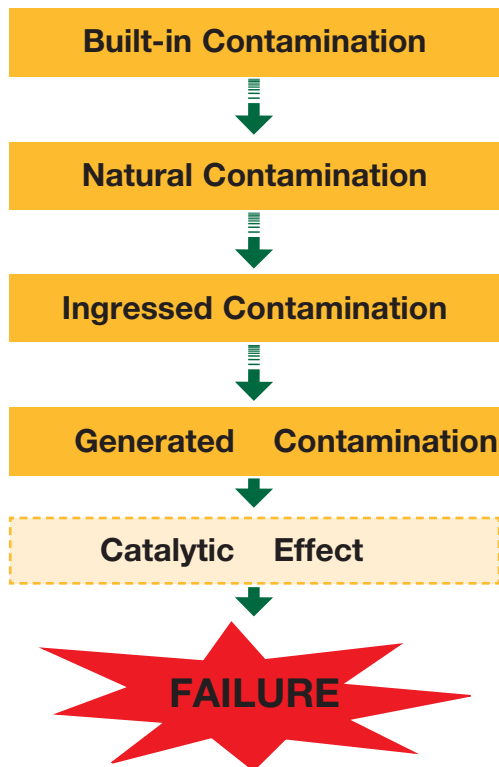 Built-in Contamination
Natural Contamination
Ingressed Contamination
Generated Contamination
Catalytic Effect
FAILURE